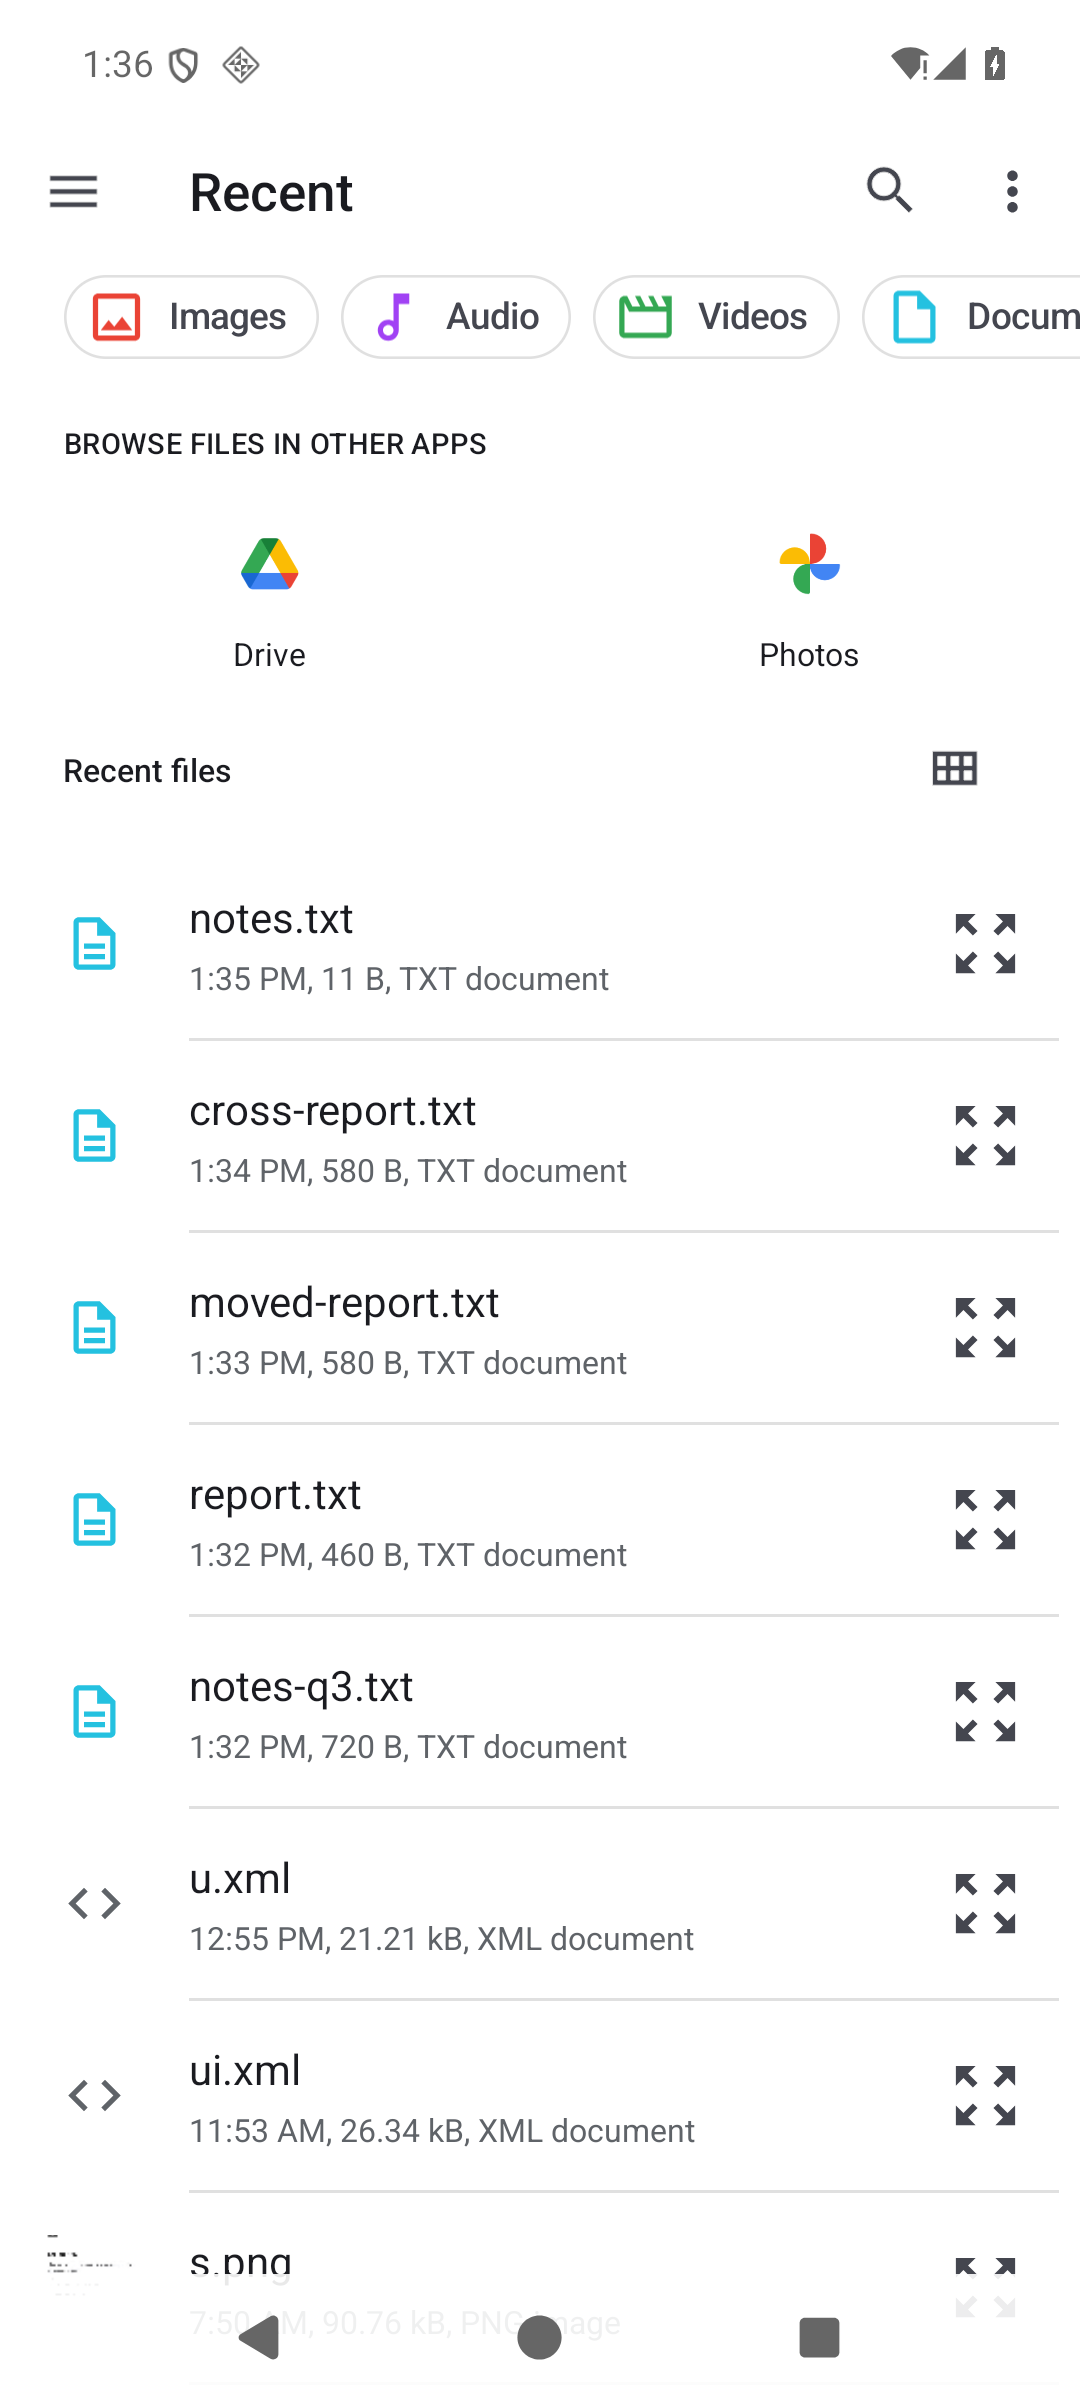 1:36
Recent
Images
Audio
Videos
Docum
BROWSE FILES IN OTHER APPS
Drive
Photos
Recent files
notes.txt
1:35 PM, 11 B, TXT document
cross-report.txt
1:34 PM, 580 B, TXT document
moved-report.txt
1:33 PM, 580 B, TXT document
report.txt
1:32 PM, 460 B, TXT document
notes-q3.txt
1:32 PM, 720 B, TXT document
u.xml
12:55 PM, 21.21 kB, XML document
ui.xml
11:53 AM, 26.34 kB, XML document
s.png
90.76 kB, PNG